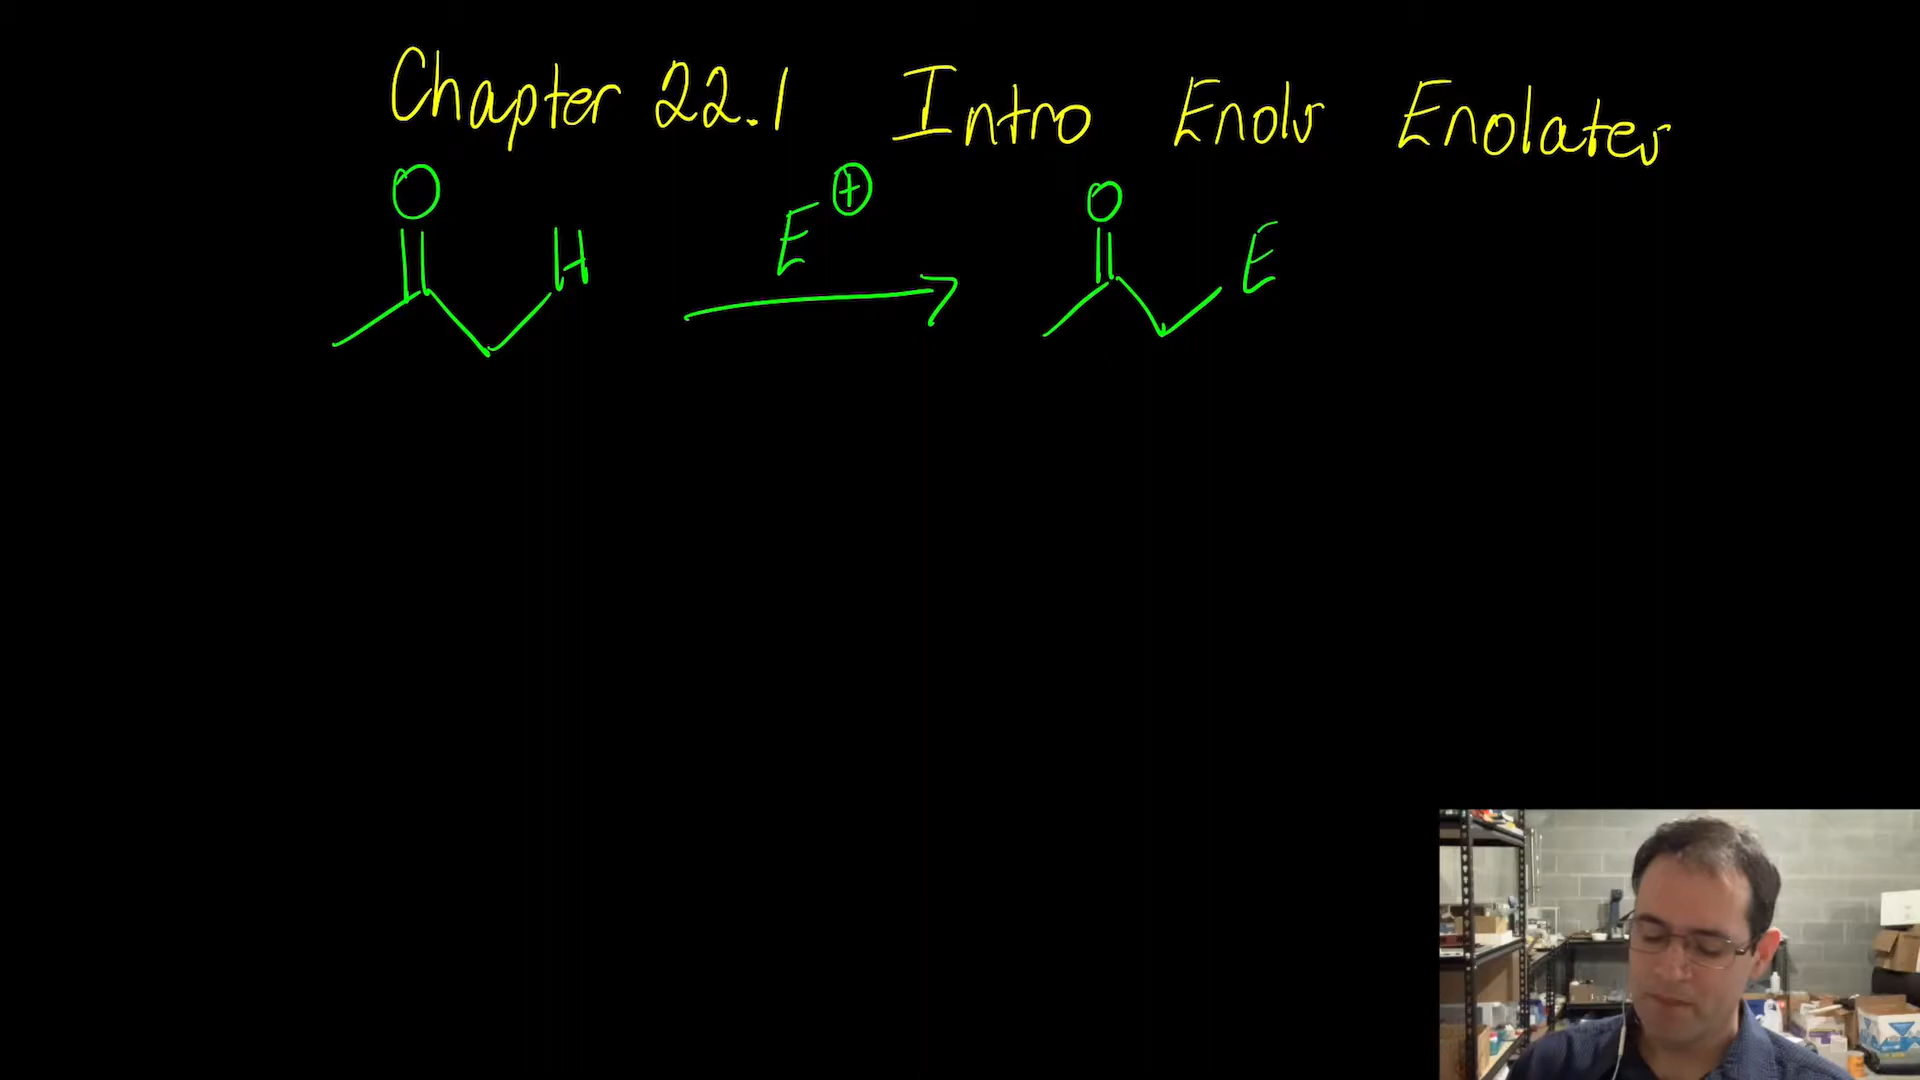 Chapter 22.1 Intro Enols Enolates
O
H
E⊕
O
E